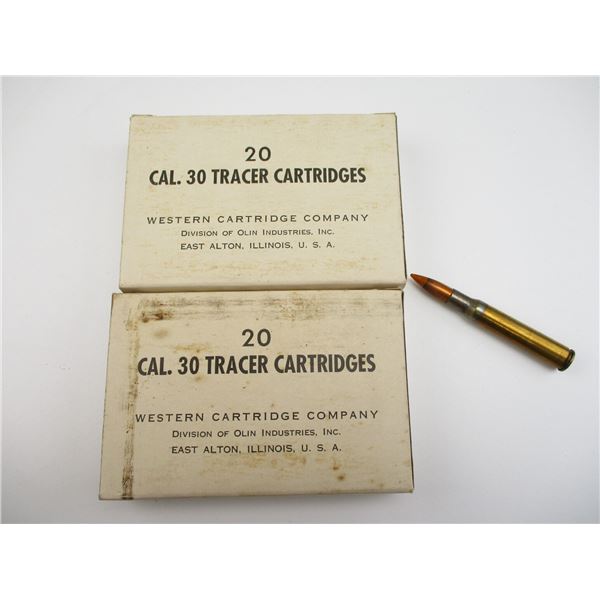 20
CAL. 30 TRACER CARTRIDGES
WESTERN CARTRIDGE COMPANY
DIVISION OF OLIN INDUSTRIES, INC.
EAST ALTON, ILLINOIS, U. S. A.
20
CAL. 30 TRACER CARTRIDGES
WESTERN CARTRIDGE COMPANY
DIVISION OF OLIN INDUSTRIES, INC.
EAST ALTON, ILLINOIS, U. S. A.